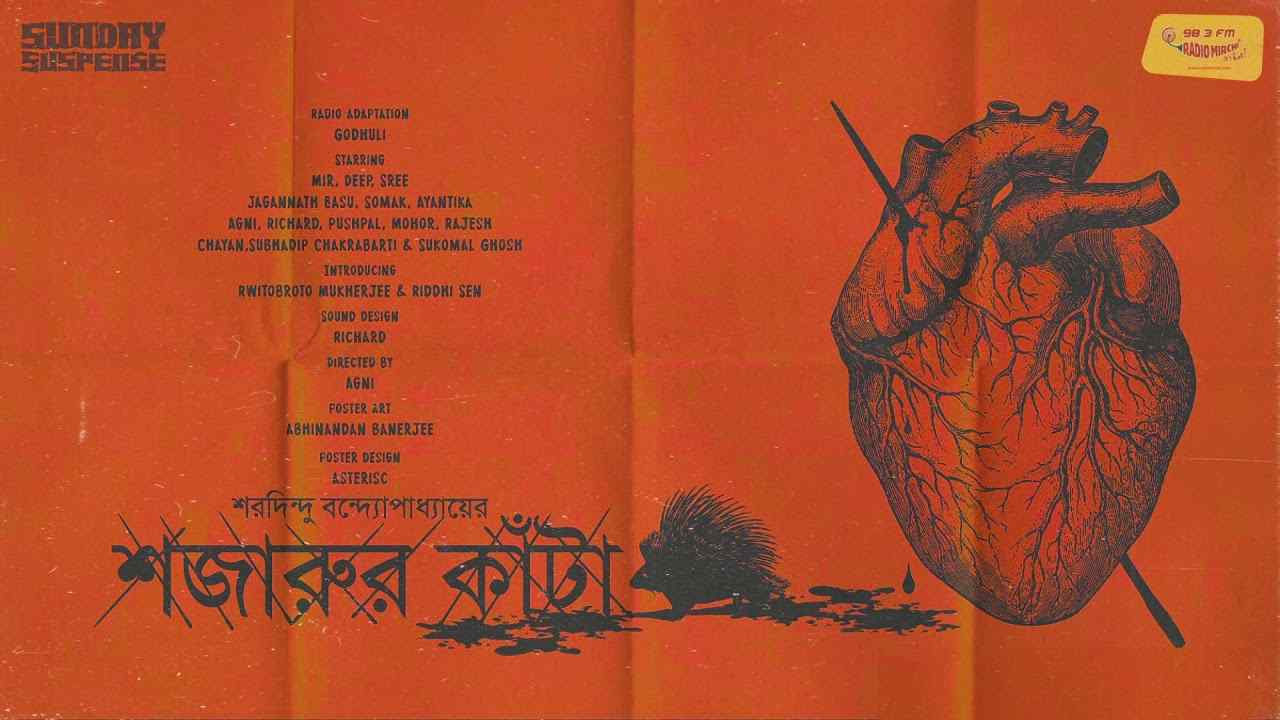 SUNDAY
SUSPENSE
98 3 FM
RADIO MIRCHI
RADIO ADAPTATION
GODHULI
STARRING
MIR, DEEP, SREE
JAGANNATH BASU, SOMAK, AYANTIKA
AGNI, RICHARD, PUSHPAL, MOHOR, RAJESH
CHAYAN,SUBHADIP CHAKRABARTI & SUKOMAL GHOSH
INTRODUCING
RWITOBROTO MUKHERJEE & RIDDHI SEN
SOUND DESIGN
RICHARD
DIRECTED BY
AGNI
POSTER ART
ABHINANDAN BANERJEE
POSTER DESIGN
ASTERISC
শরদিন্দু বন্দ্যোপাধ্যায়ের
শজারুর কাঁটা